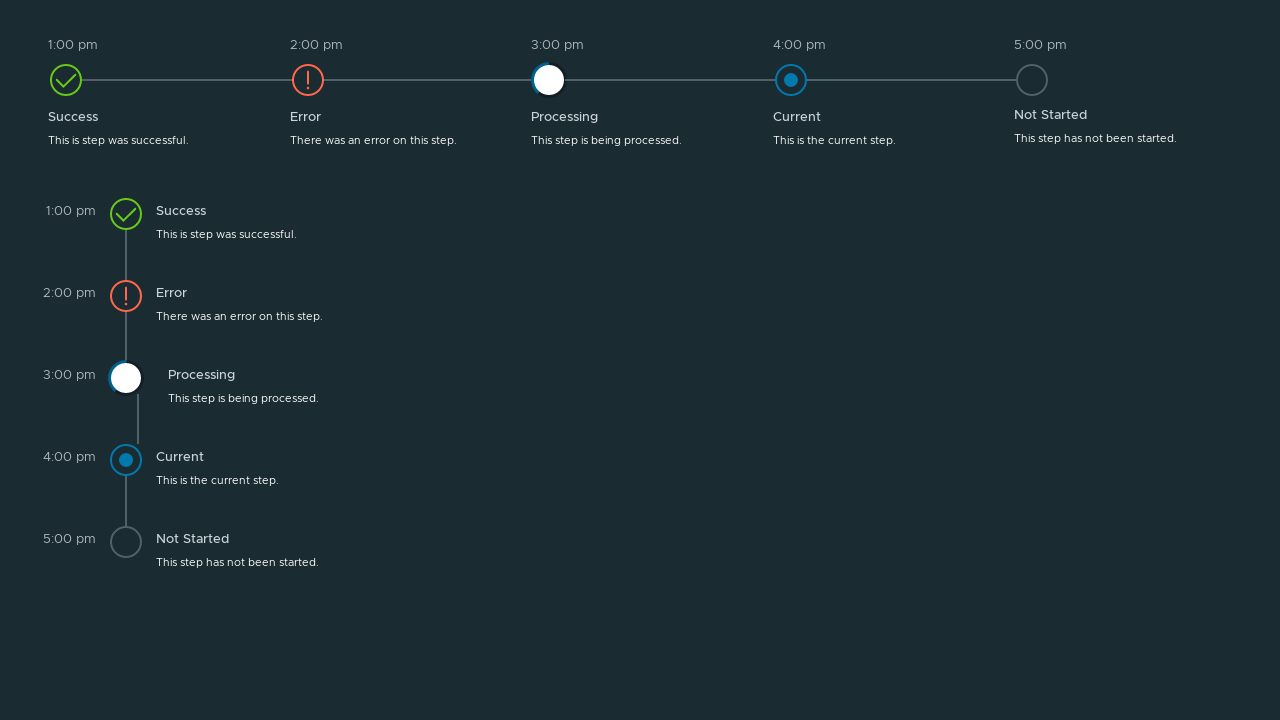 1:00 pm
2:00 pm
3:00 pm
4:00 pm
5:00 pm
Success
Error
Processing
Current
Not Started
This is step was successful.
There was an error on this step.
This step is being processed.
This is the current step.
This step has not been started.
1:00 pm
Success
This is step was successful.
2:00 pm
Error
There was an error on this step.
3:00 pm
Processing
This step is being processed.
4:00 pm
Current
This is the current step.
5:00 pm
Not Started
This step has not been started.